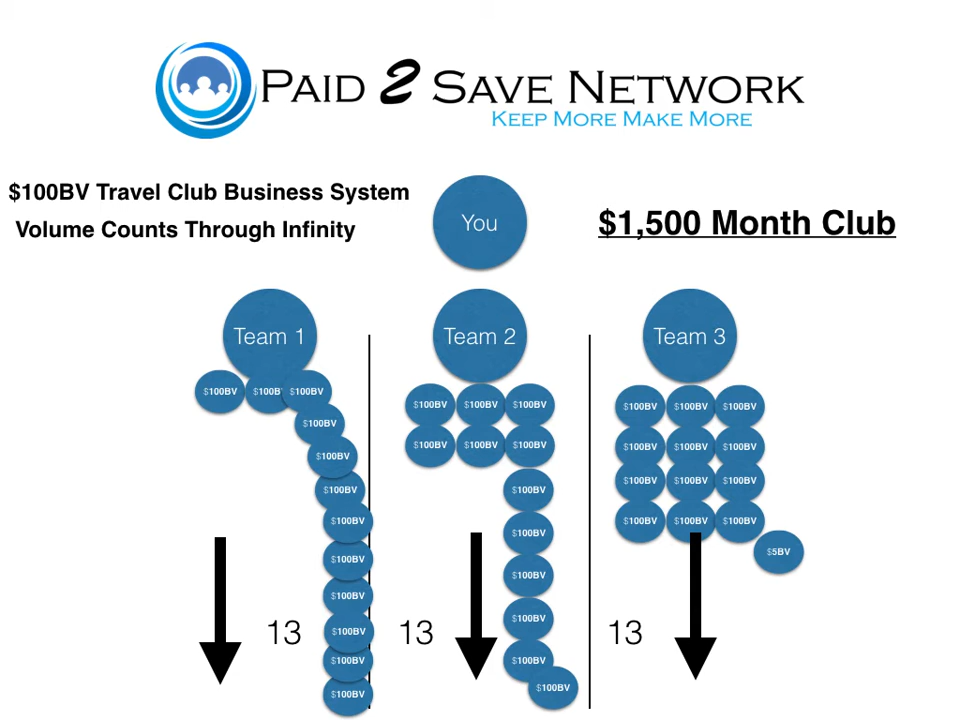 PAID 2 SAVE NETWORK
KEEP MORE MAKE MORE
$100BV Travel Club Business System
Volume Counts Through Infinity
You
$1,500 Month Club
Team 1
$100BV $100BV $100BV
$100BV
$100BV
$100BV
$100BV
$100BV
$100BV
$100BV
$100BV
$100BV
13
Team 2
$100BV $100BV $100BV
$100BV $100BV $100BV
$100BV
$100BV
$100BV
$100BV
$100BV
$100BV
13
Team 3
$100BV $100BV $100BV
$100BV $100BV $100BV
$100BV $100BV $100BV
$100BV $100BV $100BV
$5BV
13